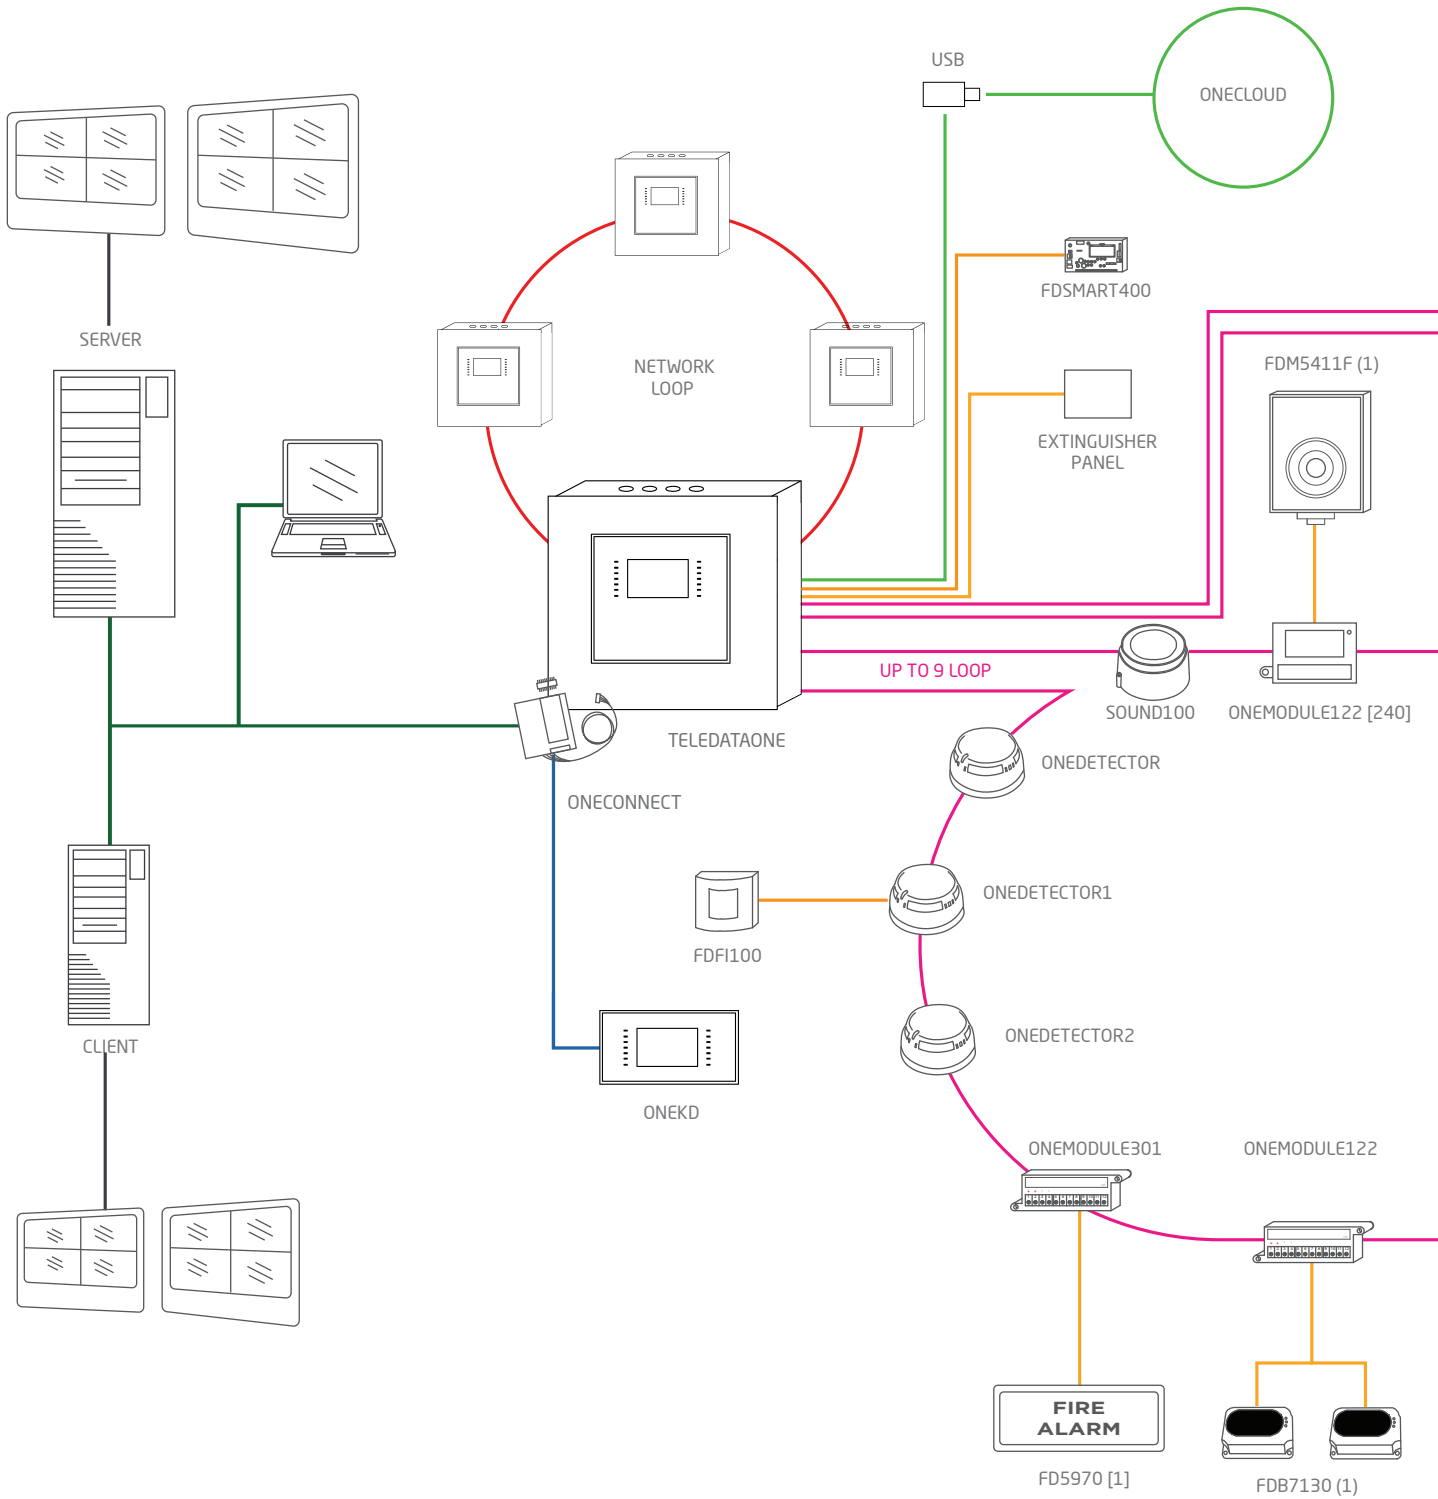 USB
ONECLOUD
FDSMART400
SERVER
NETWORK
LOOP
FDM5411F (1)
EXTINGUISHER
PANEL
UP TO 9 LOOP
SOUND100
ONEMODULE122 [240]
TELEDATAONE
ONEDETECTOR
ONECONNECT
ONEDETECTOR1
FDFI100
ONEDETECTOR2
CLIENT
ONEKD
ONEMODULE301
ONEMODULE122
FIRE
ALARM
FD5970 [1]
FDB7130 (1)